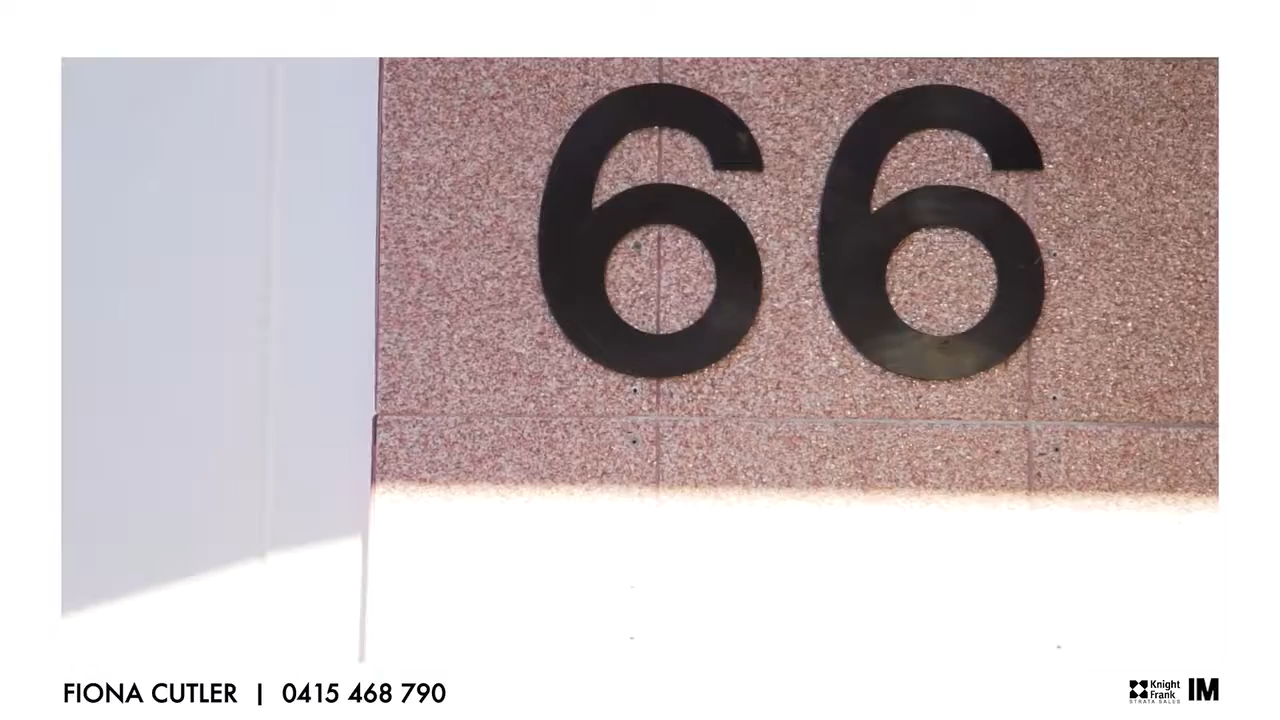 66
FIONA CUTLER | 0415 468 790
Knight
Frank
STRATA SALES
IM